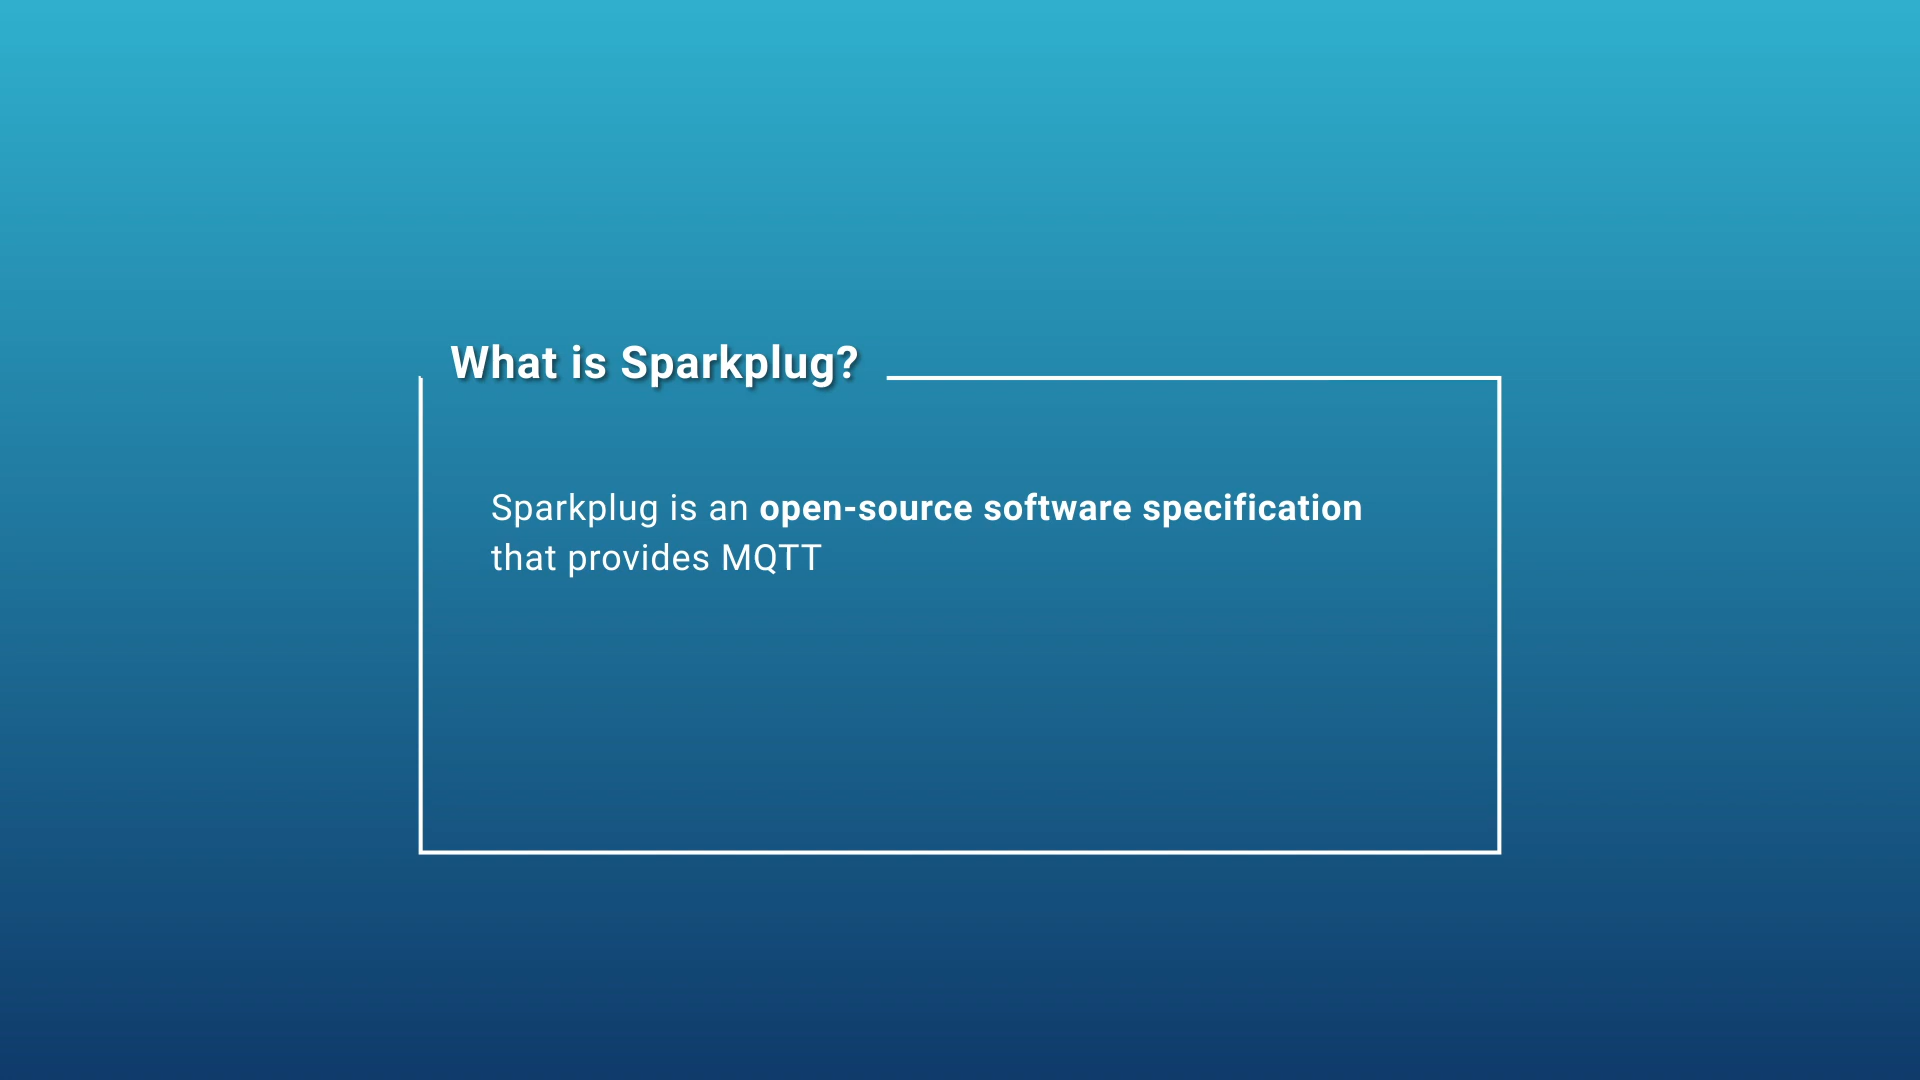 What is Sparkplug?
Sparkplug is an open-source software specification
that provides MQTT